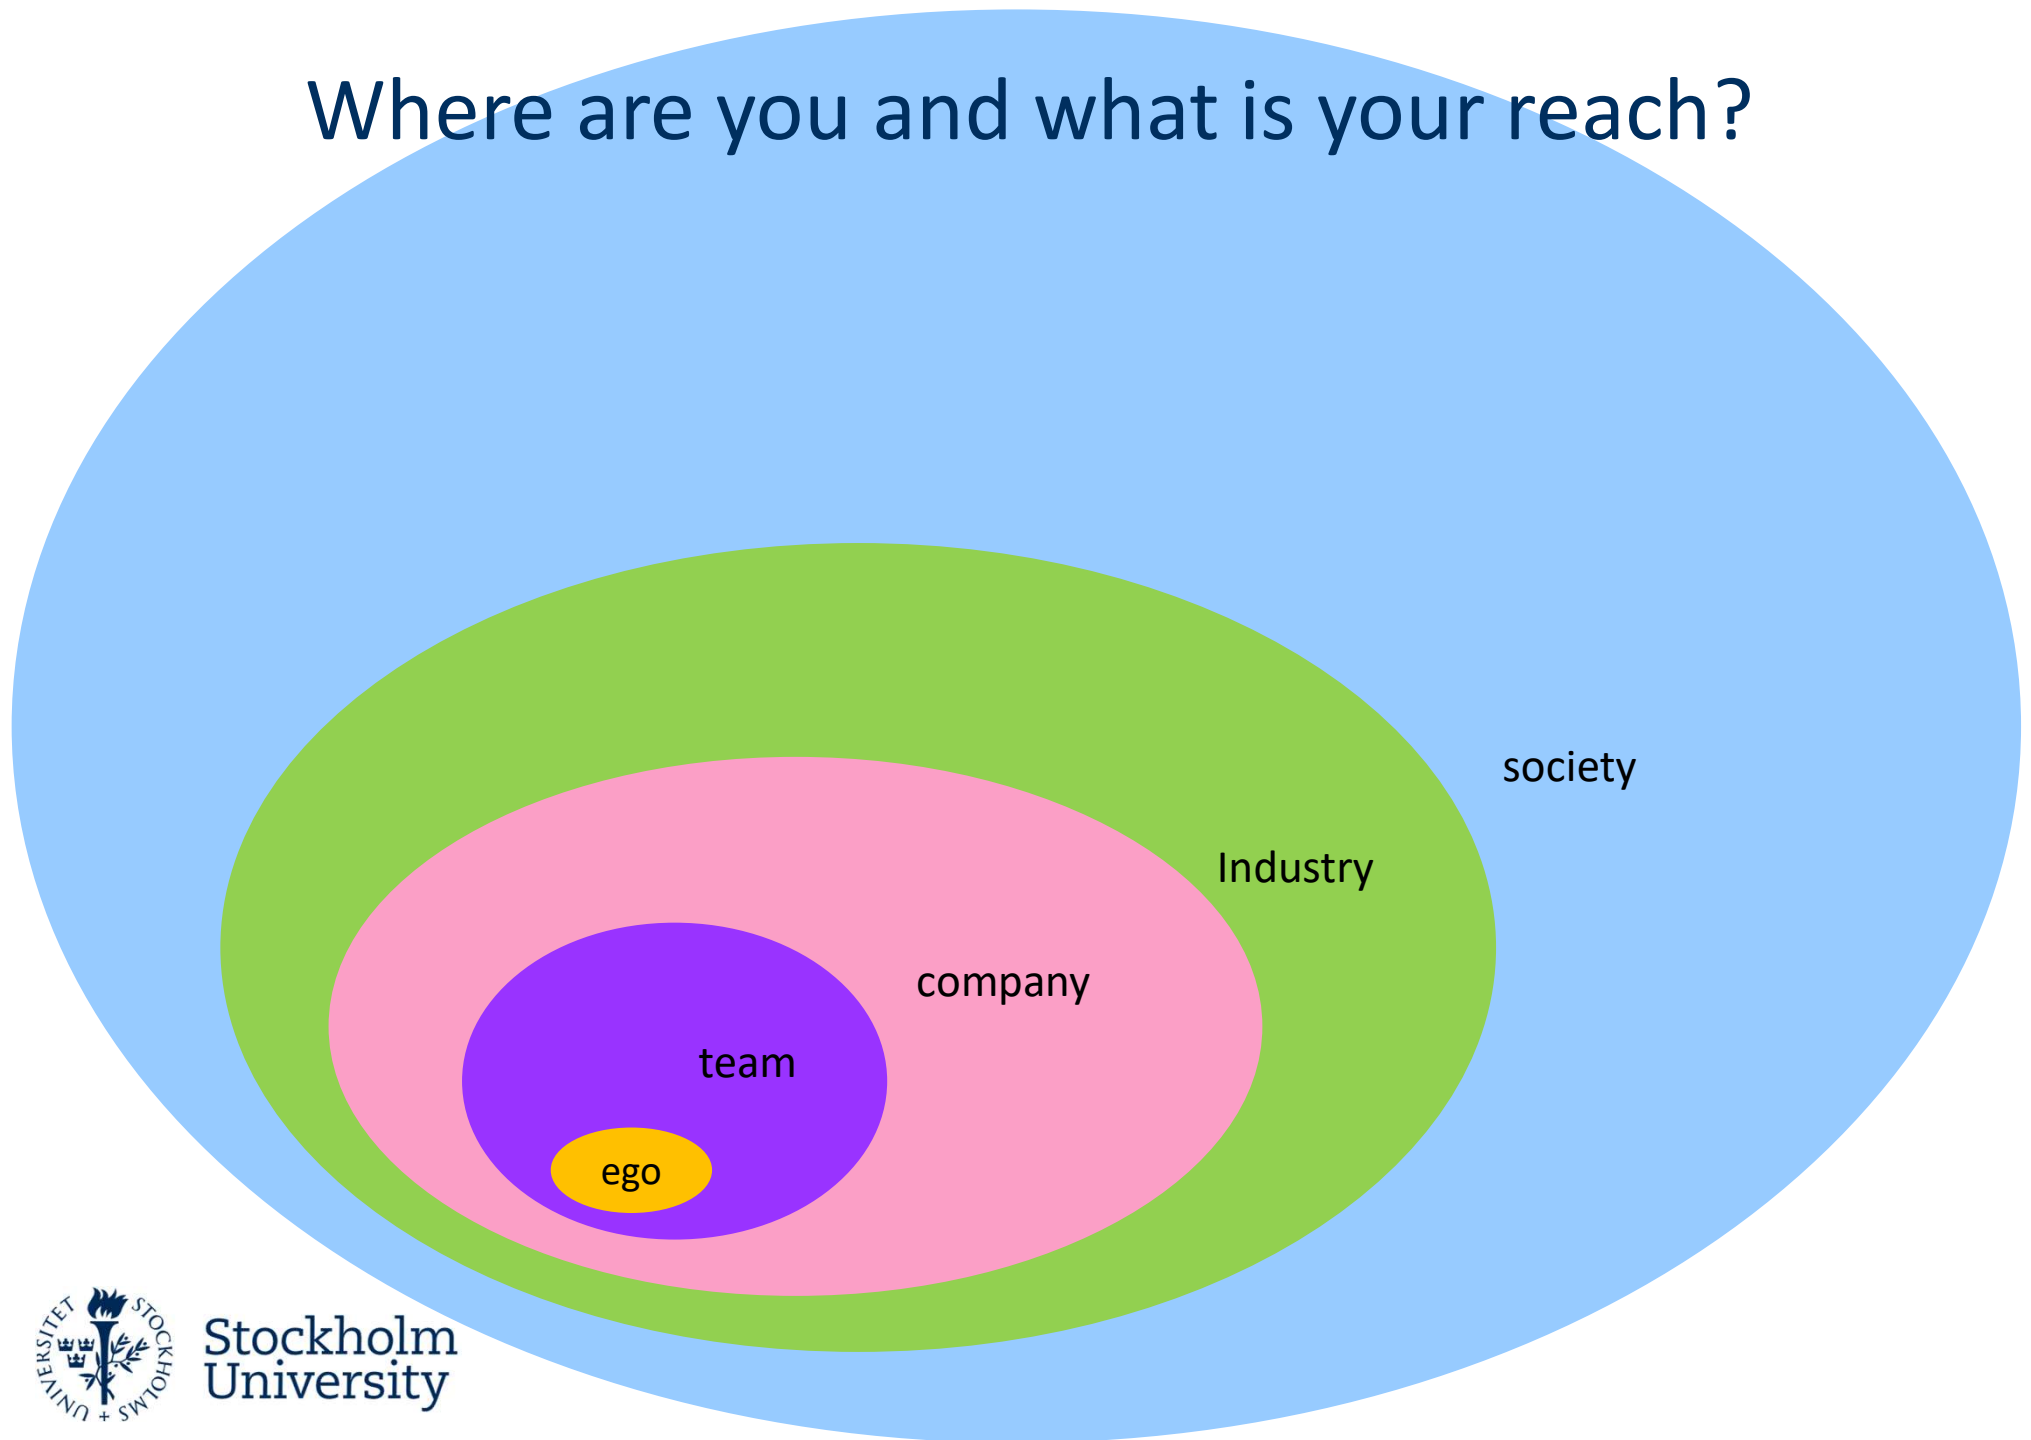 Where are you and what is your reach?
society
Industry
company
team
ego
STOCKHOLMS + UNIVERSITET
Stockholm
University